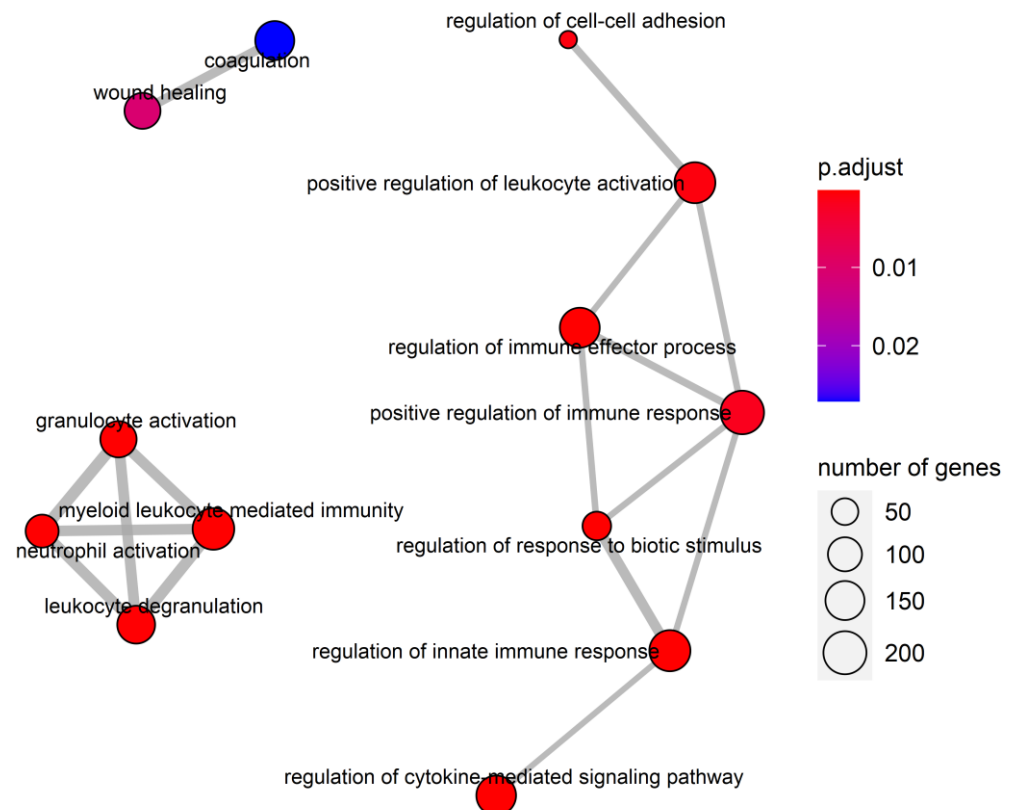 regulation of cell-cell adhesion
coagulation
wound healing
positive regulation of leukocyte activation
regulation of immune effector process
positive regulation of immune response
granulocyte activation
myeloid leukocyte mediated immunity
neutrophil activation
regulation of response to biotic stimulus
leukocyte degranulation
regulation of innate immune response
regulation of cytokine-mediated signaling pathway
p.adjust
0.01
0.02
number of genes
50
100
150
200